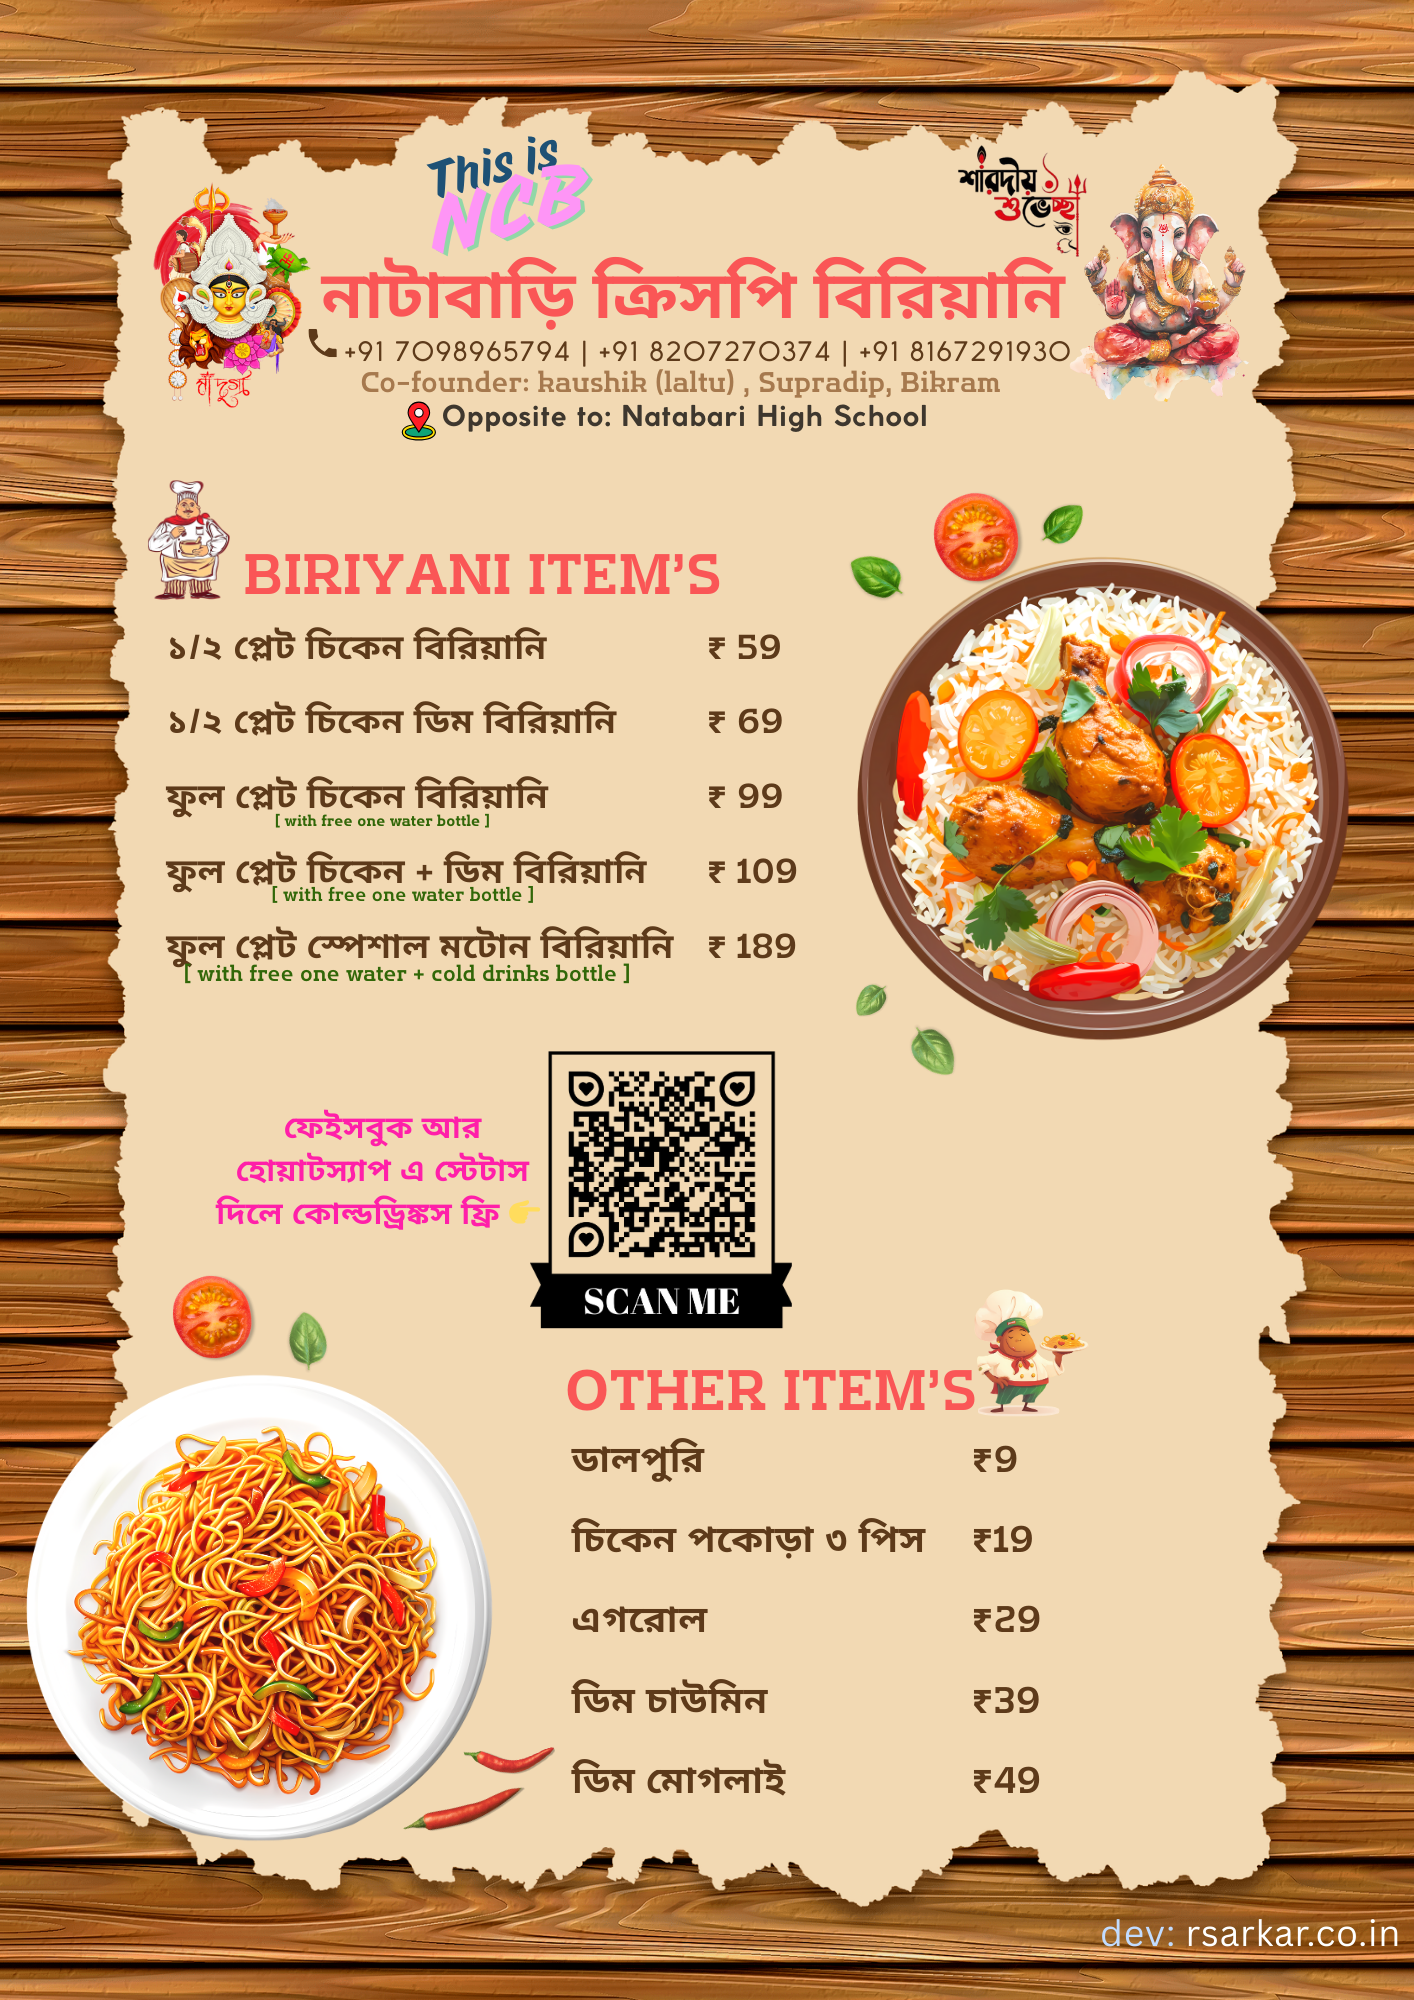 This is
NCB
শারদীয়
শুভেচ্ছা
নাটাবাড়ি ক্রিসপি বিরিয়ানি
+91 7098965794 | +91 8207270374 | +91 8167291930
Co-founder: kaushik (laltu) , Supradip, Bikram
মাঁ দুর্গা
Opposite to: Natabari High School
BIRIYANI ITEM'S
১/২ প্লেট চিকেন বিরিয়ানি ₹ 59
১/২ প্লেট চিকেন ডিম বিরিয়ানি ₹ 69
ফুল প্লেট চিকেন বিরিয়ানি ₹ 99
[ with free one water bottle ]
ফুল প্লেট চিকেন + ডিম বিরিয়ানি ₹ 109
[ with free one water bottle ]
ফুল প্লেট স্পেশাল মটোন বিরিয়ানি ₹ 189
[ with free one water + cold drinks bottle ]
ফেইসবুক আর
হোয়াটস্যাপ এ স্টেটাস
দিলে কোল্ডড্রিঙ্কস ফ্রি 👉
SCAN ME
OTHER ITEM'S
ডালপুরি ₹9
চিকেন পকোড়া ৩ পিস ₹19
এগরোল ₹29
ডিম চাউমিন ₹39
ডিম মোগলাই ₹49
dev: rsarkar.co.in